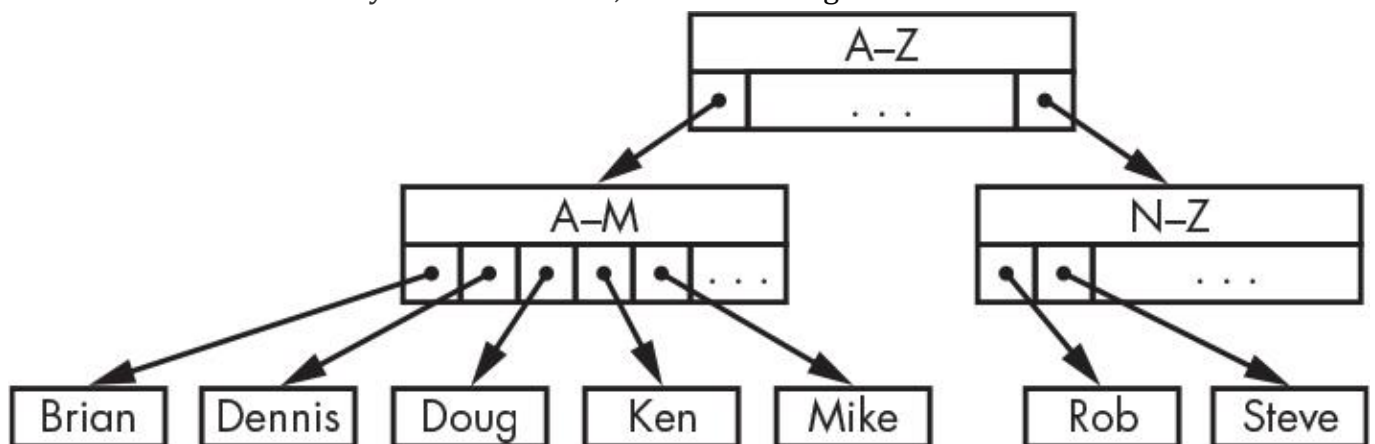 A–Z
. . .
A–M
N–Z
. . .
. . .
Brian
Dennis
Doug
Ken
Mike
Rob
Steve